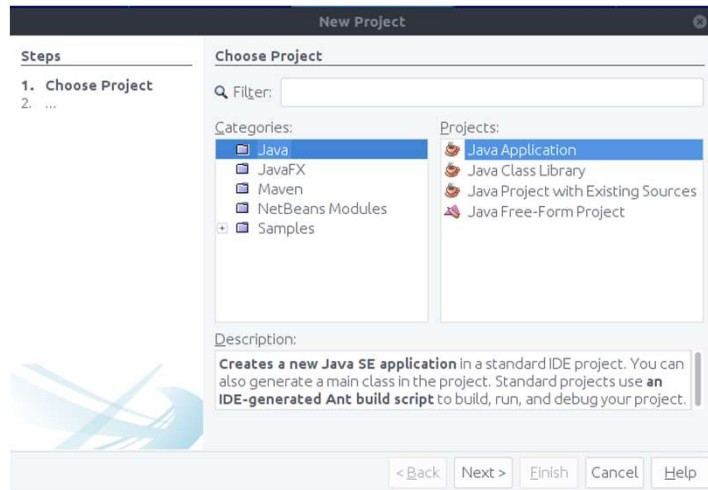 New Project
Steps
1. Choose Project
2. ...
Choose Project
Filter:
Categories:
Java
JavaFX
Maven
NetBeans Modules
Samples
Projects:
Java Application
Java Class Library
Java Project with Existing Sources
Java Free-Form Project
Description:
Creates a new Java SE application in a standard IDE project. You can
also generate a main class in the project. Standard projects use an
IDE-generated Ant build script to build, run, and debug your project.
< Back Next > Finish Cancel Help